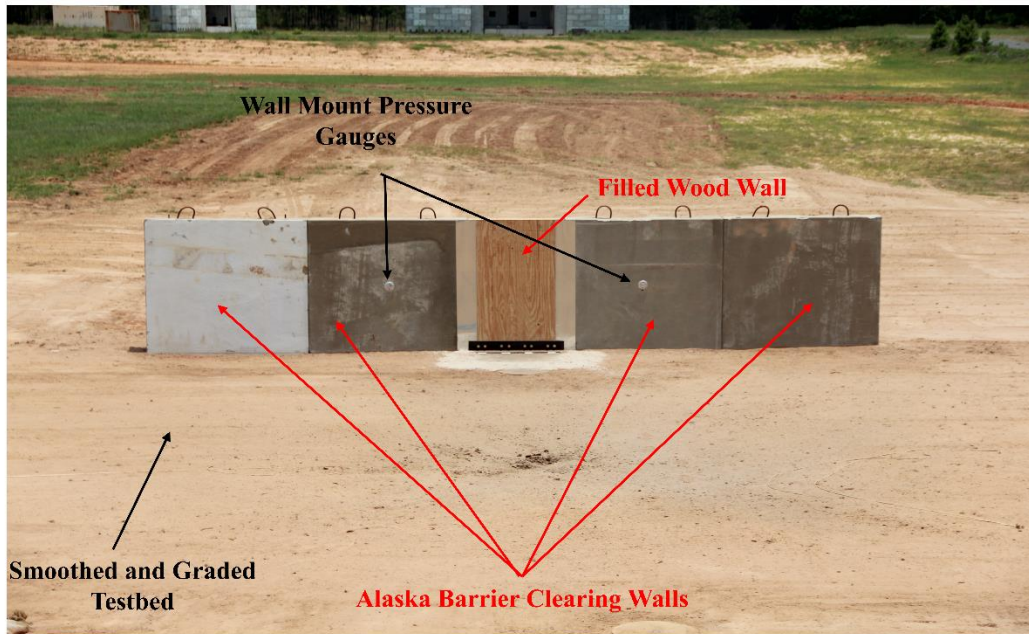 Wall Mount Pressure
Gauges
Filled Wood Wall
Smoothed and Graded
Testbed
Alaska Barrier Clearing Walls